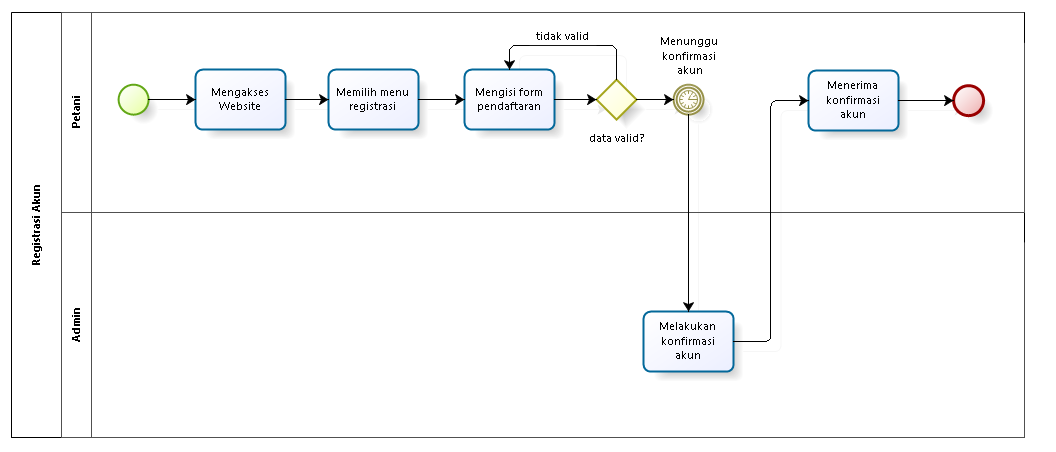 Registrasi Akun
Petani
Mengakses
Website
Memilih menu
registrasi
Mengisi form
pendaftaran
tidak valid
data valid?
Menunggu
konfirmasi
akun
Menerima
konfirmasi
akun
Admin
Melakukan
konfirmasi
akun